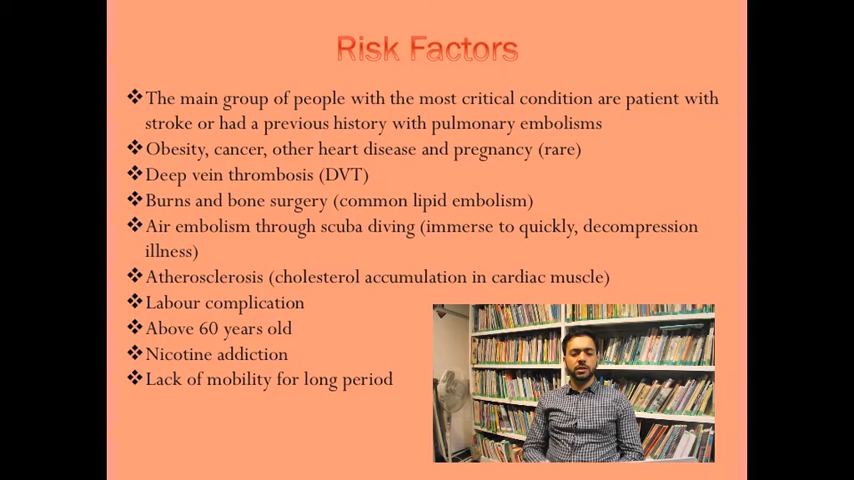 Risk Factors
❖The main group of people with the most critical condition are patient with
stroke or had a previous history with pulmonary embolisms
❖Obesity, cancer, other heart disease and pregnancy (rare)
❖Deep vein thrombosis (DVT)
❖Burns and bone surgery (common lipid embolism)
❖Air embolism through scuba diving (immerse to quickly, decompression
illness)
❖Atherosclerosis (cholesterol accumulation in cardiac muscle)
❖Labour complication
❖Above 60 years old
❖Nicotine addiction
❖Lack of mobility for long period